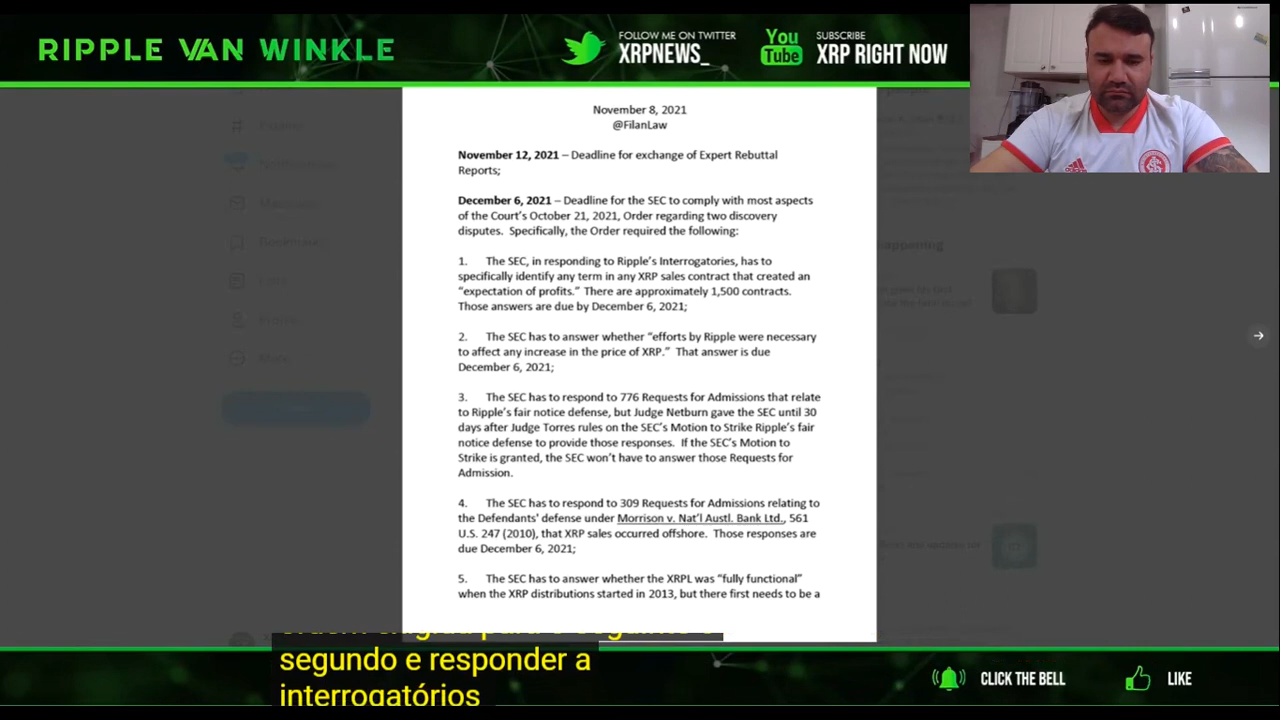 RIPPLE VAN WINKLE
FOLLOW ME ON TWITTER
XRPNEWS_
You
Tube
SUBSCRIBE
XRP RIGHT NOW
November 8, 2021
@FilanLaw
November 12, 2021 – Deadline for exchange of Expert Rebuttal
Reports;
December 6, 2021 – Deadline for the SEC to comply with most aspects
of the Court's October 21, 2021, Order regarding two discovery
disputes. Specifically, the Order required the following:
1. The SEC, in responding to Ripple's Interrogatories, has to
specifically identify any term in any XRP sales contract that created an
"expectation of profits." There are approximately 1,500 contracts.
Those answers are due by December 6, 2021;
2. The SEC has to answer whether "efforts by Ripple were necessary
to affect any increase in the price of XRP." That answer is due
December 6, 2021;
3. The SEC has to respond to 776 Requests for Admissions that relate
to Ripple's fair notice defense, but Judge Netburn gave the SEC until 30
days after Judge Torres rules on the SEC's Motion to Strike Ripple's fair
notice defense to provide those responses. If the SEC's Motion to
Strike is granted, the SEC won't have to answer those Requests for
Admission.
4. The SEC has to respond to 309 Requests for Admissions relating to
the Defendants' defense under Morrison v. Nat'l Austl. Bank Ltd., 561
U.S. 247 (2010), that XRP sales occurred offshore. Those responses are
due December 6, 2021;
5. The SEC has to answer whether the XRPL was "fully functional"
when the XRP distributions started in 2013, but there first needs to be a
segundo e responder a
interrogatórios
CLICK THE BELL
LIKE